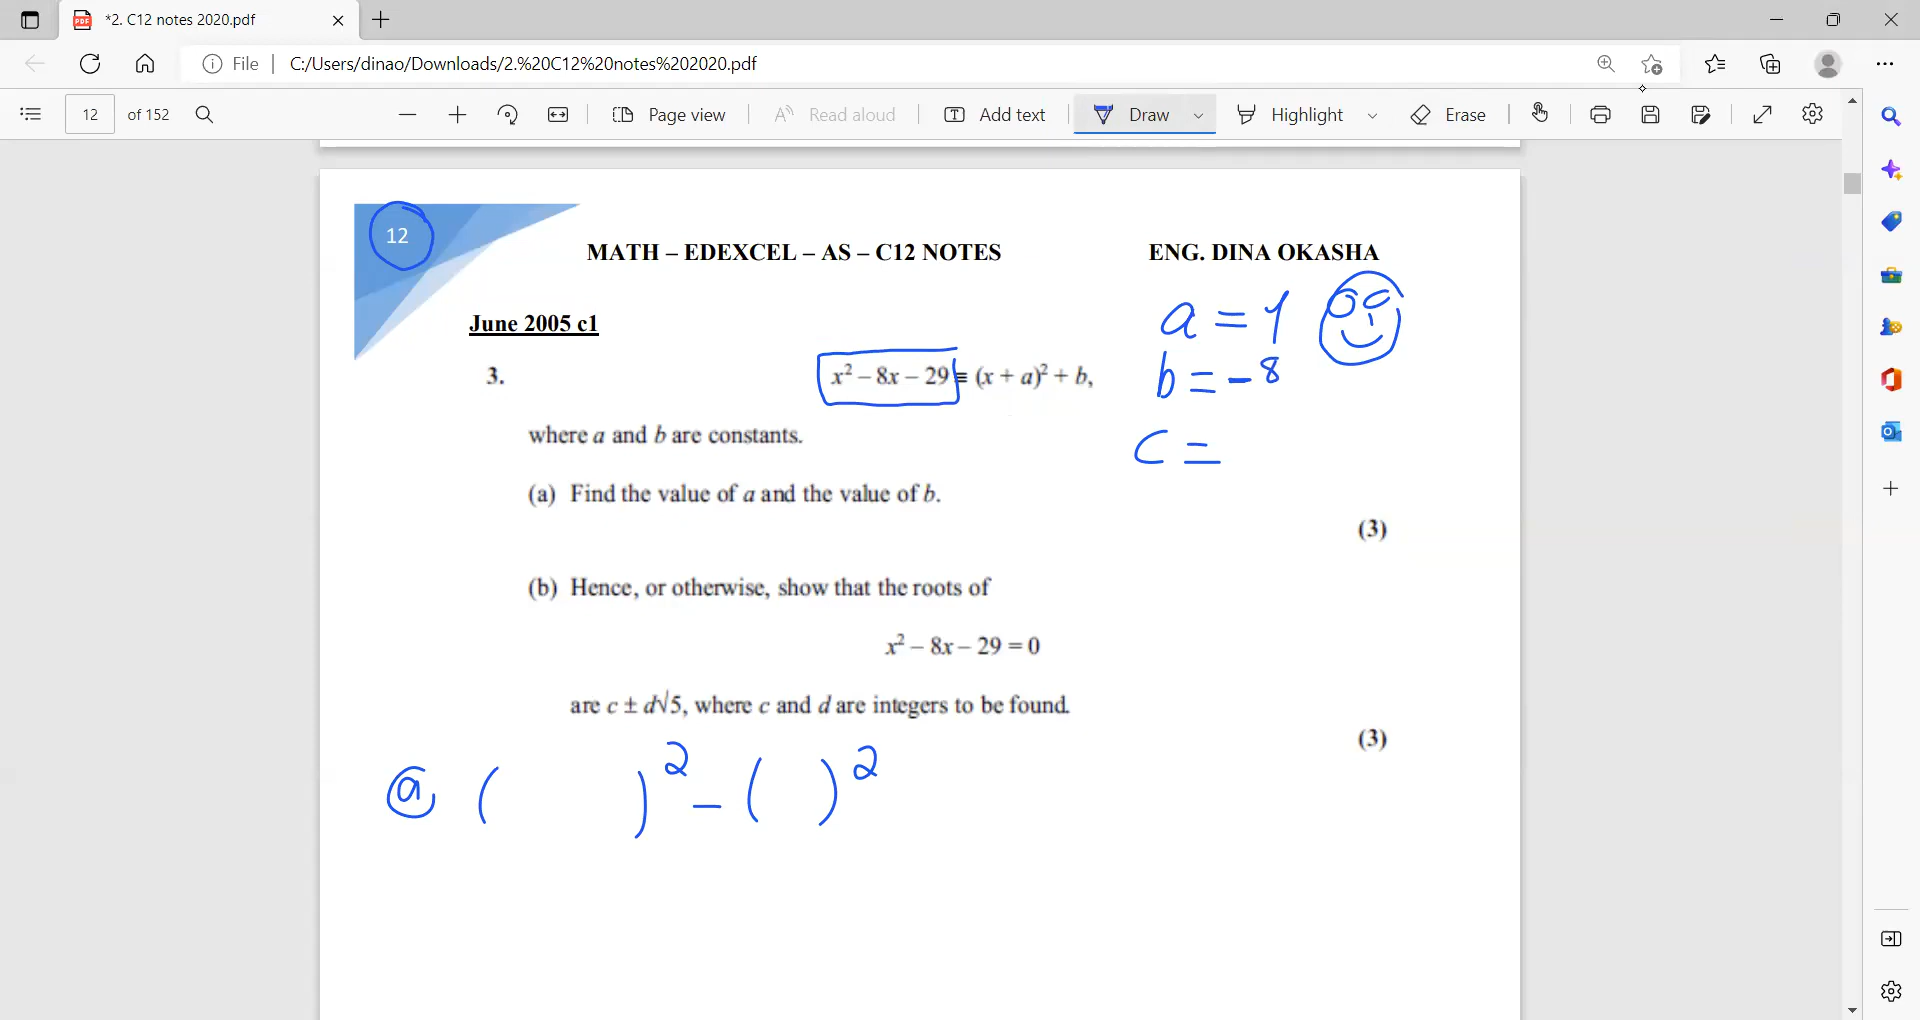 *2. C12 notes 2020.pdf
File | C:/Users/dinao/Downloads/2.%20C12%20notes%202020.pdf
12 of 152 Page view Read aloud Add text Draw Highlight Erase
12
MATH – EDEXCEL – AS – C12 NOTES ENG. DINA OKASHA
a = 1
June 2005 c1
3. x² – 8x – 29 ≡ (x + a)² + b,
b = - 8
where a and b are constants.
c =
(a) Find the value of a and the value of b.
(3)
(b) Hence, or otherwise, show that the roots of
x² – 8x – 29 = 0
are c ± d√5, where c and d are integers to be found.
(3)
a ( )² - ( )²